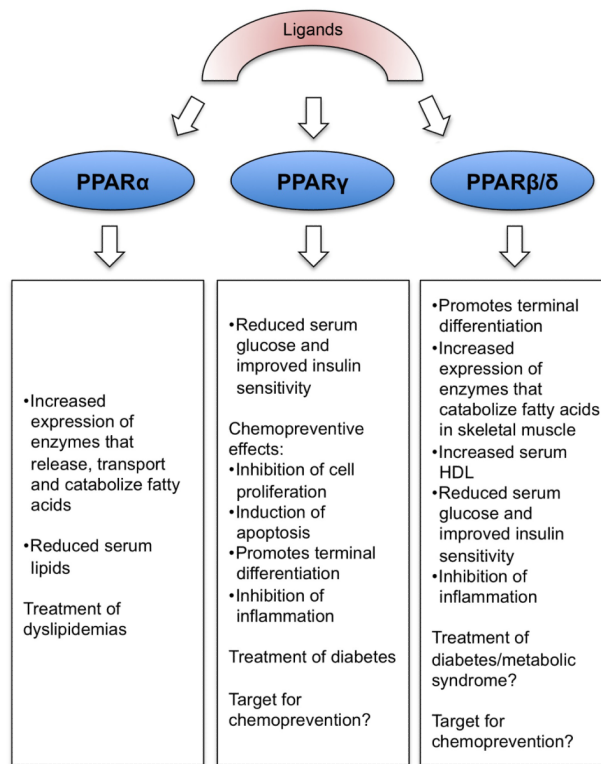 Ligands
PPARα
PPARγ
PPARβ/δ
•Increased
expression of
enzymes that
release, transport
and catabolize fatty
acids
•Reduced serum
lipids
Treatment of
dyslipidemias
•Reduced serum
glucose and
improved insulin
sensitivity
Chemopreventive
effects:
•Inhibition of cell
proliferation
•Induction of
apoptosis
•Promotes terminal
differentiation
•Inhibition of
inflammation
Treatment of diabetes
Target for
chemoprevention?
•Promotes terminal
differentiation
•Increased
expression of
enzymes that
catabolize fatty acids
in skeletal muscle
•Increased serum
HDL
•Reduced serum
glucose and
improved insulin
sensitivity
•Inhibition of
inflammation
Treatment of
diabetes/metabolic
syndrome?
Target for
chemoprevention?